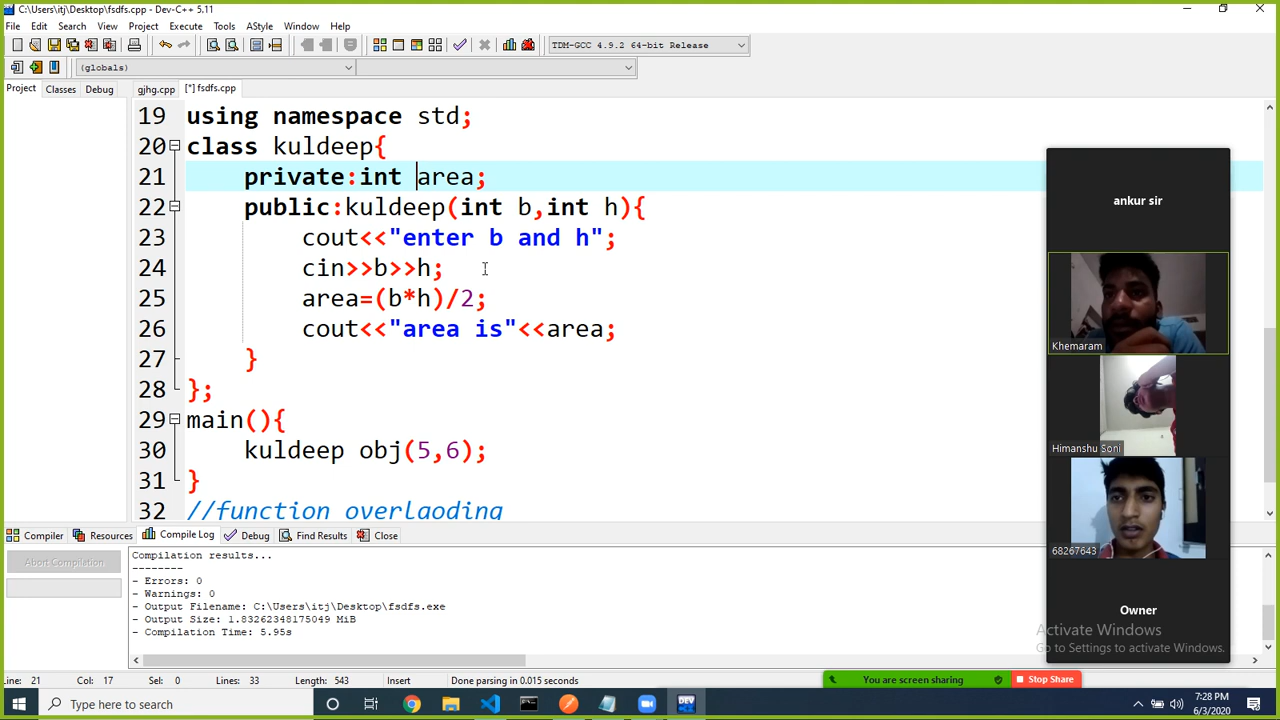 C:\Users\itj\Desktop\fsdfs.cpp - Dev-C++ 5.11
File Edit Search View Project Execute Tools AStyle Window Help
TDM-GCC 4.9.2 64-bit Release
(globals)
Project Classes Debug gjhg.cpp [*] fsdfs.cpp
19 using namespace std;
20 class kuldeep{
21 private:int area;
22 public:kuldeep(int b,int h){
23 cout<<"enter b and h";
24 cin>>b>>h;
25 area=(b*h)/2;
26 cout<<"area is"<<area;
27 }
28 };
29 main(){
30 kuldeep obj(5,6);
31 }
32 //function overlaoding
ankur sir
Khemaram
Himanshu Soni
68267643
Owner
Compiler Resources Compile Log Debug Find Results Close
Abort Compilation
Compilation results...
--------
- Errors: 0
- Warnings: 0
- Output Filename: C:\Users\itj\Desktop\fsdfs.exe
- Output Size: 1.83262348175049 MiB
- Compilation Time: 5.95s
Activate Windows
Go to Settings to activate Windows.
Line: 21 Col: 17 Sel: 0 Lines: 33 Length: 543 Insert Done parsing in 0.015 seconds
You are screen sharing Stop Share
Type here to search
DEV
7:28 PM
6/3/2020